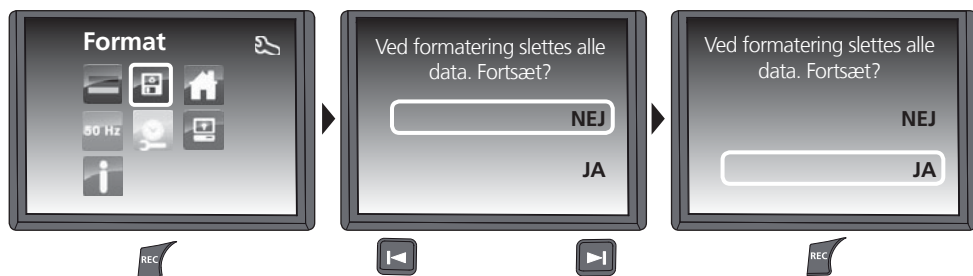 Format
50 Hz
Ved formatering slettes alle
data. Fortsæt?
NEJ
JA
Ved formatering slettes alle
data. Fortsæt?
NEJ
JA
REC
REC